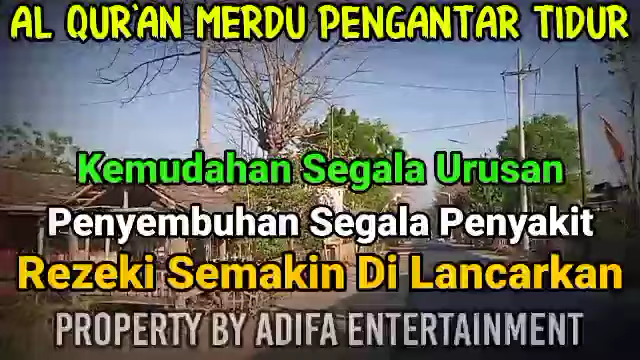 AL QUR'AN MERDU PENGANTAR TIDUR
Kemudahan Segala Urusan
Penyembuhan Segala Penyakit
Rezeki Semakin Di Lancarkan
PROPERTY BY ADIFA ENTERTAINMENT